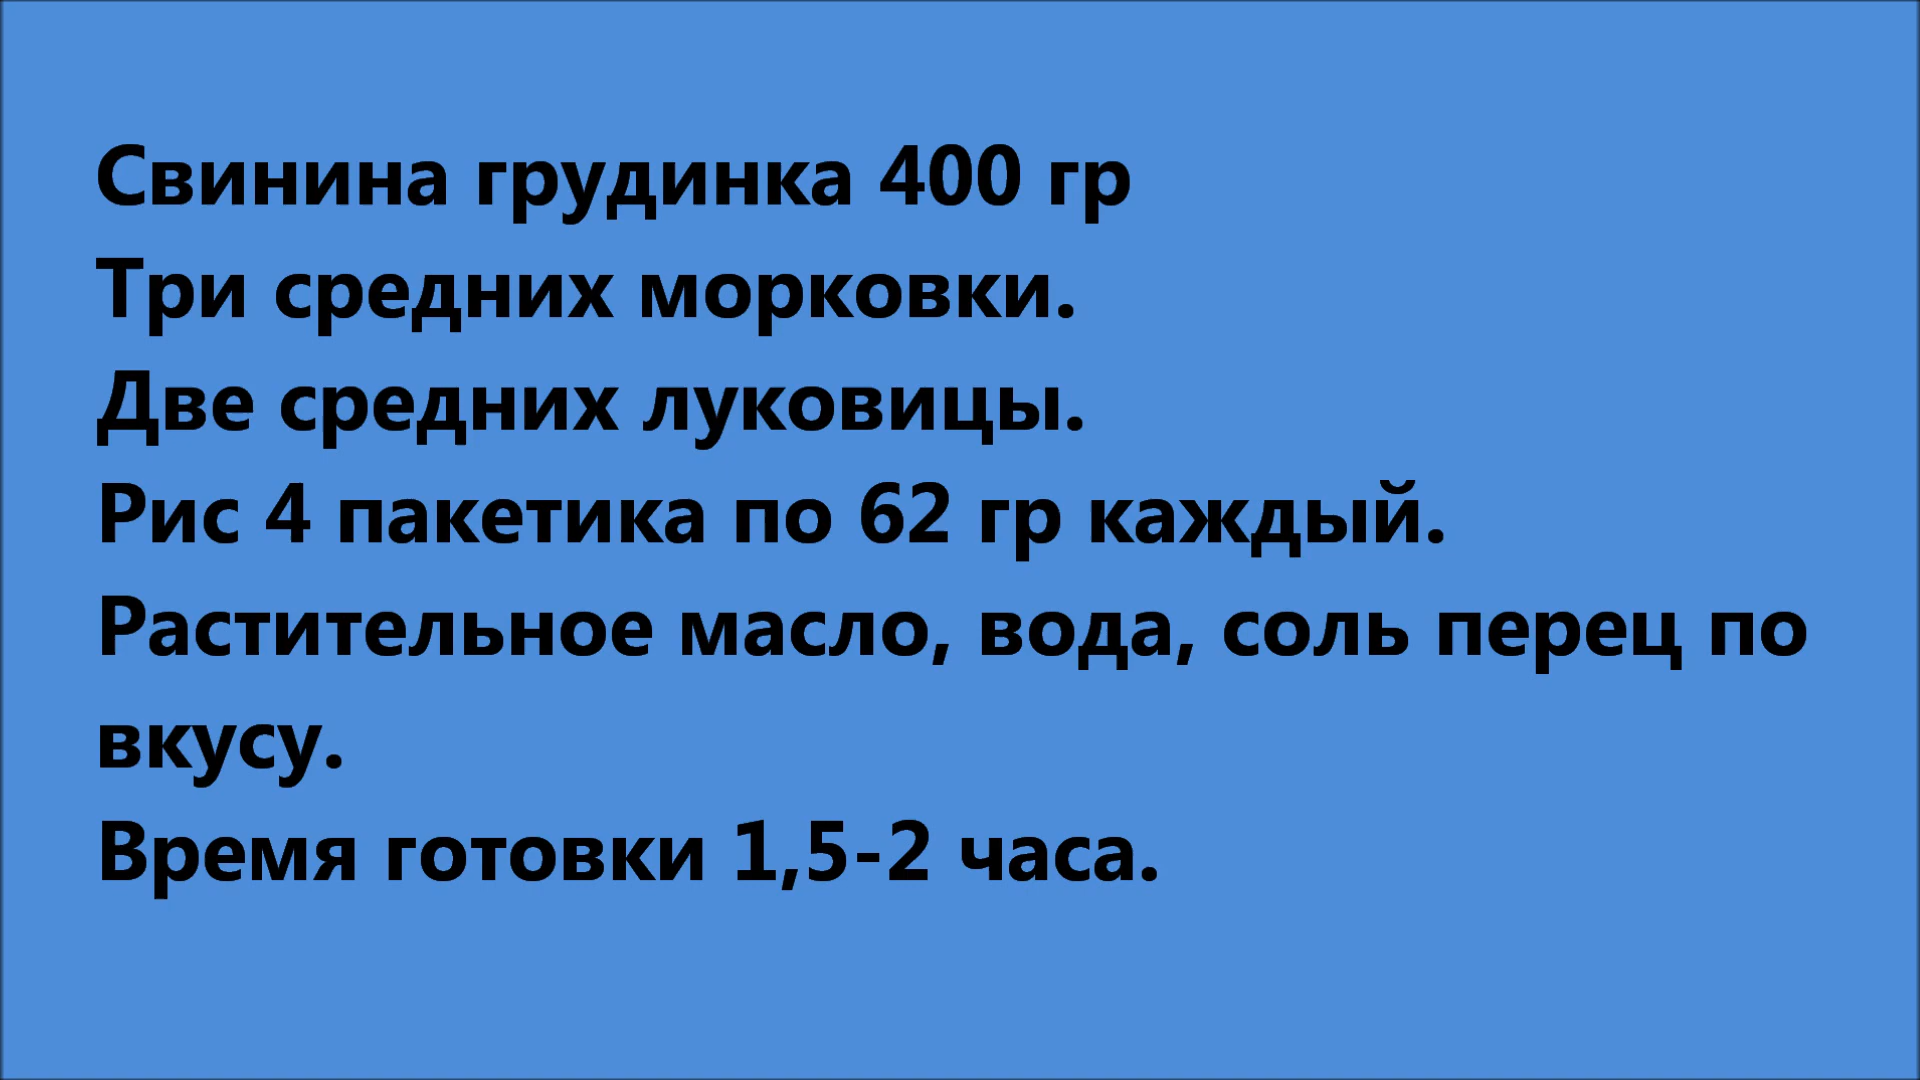 Свинина грудинка 400 гр
Три средних морковки.
Две средних луковицы.
Рис 4 пакетика по 62 гр каждый.
Растительное масло, вода, соль перец по
вкусу.
Время готовки 1,5-2 часа.